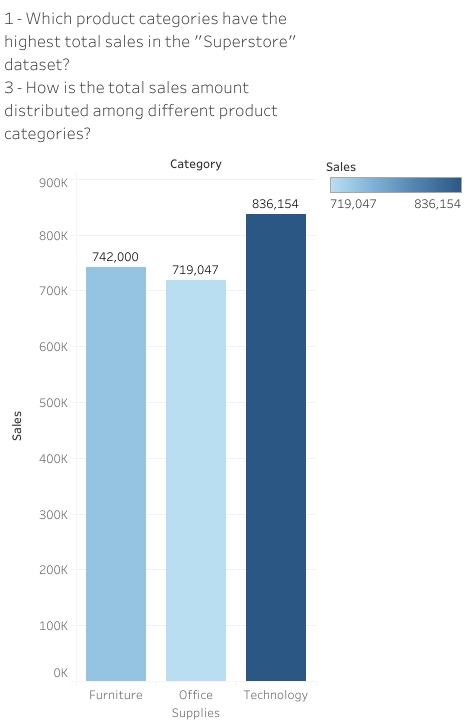 1 - Which product categories have the
highest total sales in the "Superstore"
dataset?
3 - How is the total sales amount
distributed among different product
categories?
Category
Sales
719,047 836,154
900K
800K
700K
600K
500K
400K
300K
200K
100K
0K
Sales
742,000
719,047
836,154
Furniture
Office
Supplies
Technology